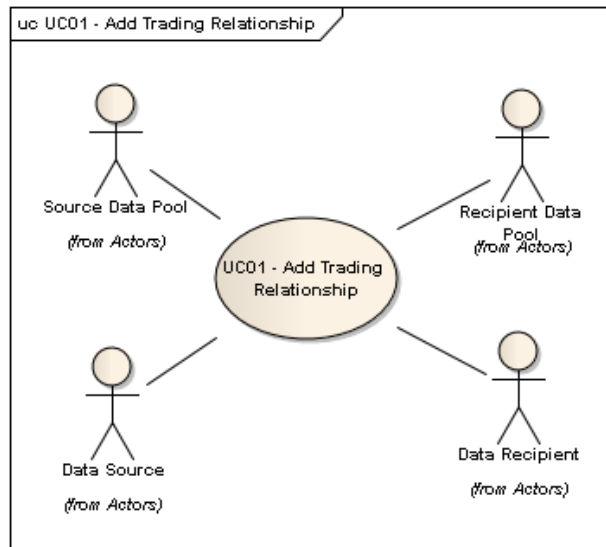 uc UC01 - Add Trading Relationship
Source Data Pool
(from Actors)
Recipient Data
Pool
(from Actors)
UC01 - Add Trading
Relationship
Data Source
(from Actors)
Data Recipient
(from Actors)